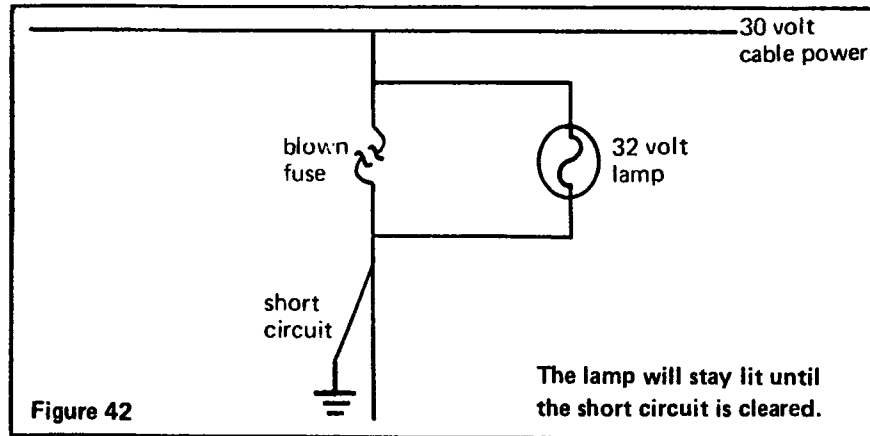 30 volt
cable power
blown
fuse
32 volt
lamp
short
circuit
The lamp will stay lit until
the short circuit is cleared.
Figure 42